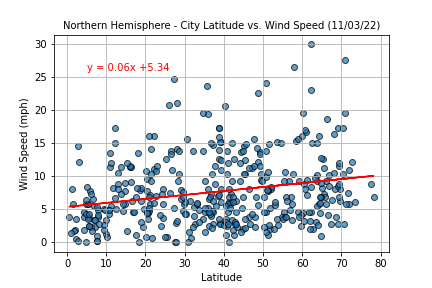 Northern Hemisphere - City Latitude vs. Wind Speed (11/03/22)
30
y = 0.06x +5.34
25
20
15
10
5
0
Wind Speed (mph)
0 10 20 30 40 50 60 70 80
Latitude